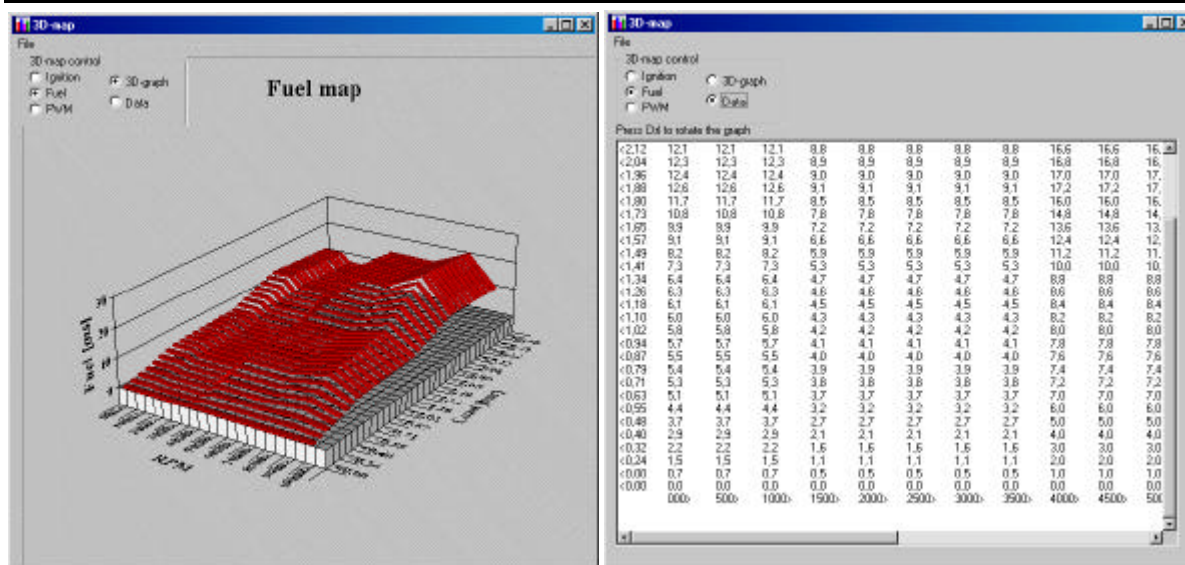 3D-map
File
3D-map control
Ignition
3D-graph
Fuel
Data
PWM
Fuel map
Fuel [ms]
RPM
3D-map
File
3D-map control
Ignition
3D-graph
Fuel
Data
PWM
Press Ctrl to rotate the graph
<2,12 12,1 12,1 12,1 8,8 8,8 8,8 8,8 8,8 16,6 16,6 16,
<2,04 12,3 12,3 12,3 8,9 8,9 8,9 8,9 8,9 16,8 16,8 16,
<1,96 12,4 12,4 12,4 9,0 9,0 9,0 9,0 9,0 17,0 17,0 17,
<1,88 12,6 12,6 12,6 9,1 9,1 9,1 9,1 9,1 17,2 17,2 17,
<1,80 11,7 11,7 11,7 8,5 8,5 8,5 8,5 8,5 16,0 16,0 16,
<1,73 10,8 10,8 10,8 7,8 7,8 7,8 7,8 7,8 14,8 14,8 14,
<1,65 9,9 9,9 9,9 7,2 7,2 7,2 7,2 7,2 13,6 13,6 13,
<1,57 9,1 9,1 9,1 6,6 6,6 6,6 6,6 6,6 12,4 12,4 12,
<1,49 8,2 8,2 8,2 5,9 5,9 5,9 5,9 5,9 11,2 11,2 11,
<1,41 7,3 7,3 7,3 5,3 5,3 5,3 5,3 5,3 10,0 10,0 10,
<1,34 6,4 6,4 6,4 4,7 4,7 4,7 4,7 4,7 8,8 8,8 8,8
<1,26 6,3 6,3 6,3 4,6 4,6 4,6 4,6 4,6 8,6 8,6 8,6
<1,18 6,1 6,1 6,1 4,5 4,5 4,5 4,5 4,5 8,4 8,4 8,4
<1,10 6,0 6,0 6,0 4,3 4,3 4,3 4,3 4,3 8,2 8,2 8,2
<1,02 5,8 5,8 5,8 4,2 4,2 4,2 4,2 4,2 8,0 8,0 8,0
<0,94 5,7 5,7 5,7 4,1 4,1 4,1 4,1 4,1 7,8 7,8 7,8
<0,87 5,5 5,5 5,5 4,0 4,0 4,0 4,0 4,0 7,6 7,6 7,6
<0,79 5,4 5,4 5,4 3,9 3,9 3,9 3,9 3,9 7,4 7,4 7,4
<0,71 5,3 5,3 5,3 3,8 3,8 3,8 3,8 3,8 7,2 7,2 7,2
<0,63 5,1 5,1 5,1 3,7 3,7 3,7 3,7 3,7 7,0 7,0 7,0
<0,55 4,4 4,4 4,4 3,2 3,2 3,2 3,2 3,2 6,0 6,0 6,0
<0,48 3,7 3,7 3,7 2,7 2,7 2,7 2,7 2,7 5,0 5,0 5,0
<0,40 2,9 2,9 2,9 2,1 2,1 2,1 2,1 2,1 4,0 4,0 4,0
<0,32 2,2 2,2 2,2 1,6 1,6 1,6 1,6 1,6 3,0 3,0 3,0
<0,24 1,5 1,5 1,5 1,1 1,1 1,1 1,1 1,1 2,0 2,0 2,0
<0,00 0,7 0,7 0,7 0,5 0,5 0,5 0,5 0,5 1,0 1,0 1,0
<0,00 0,0 0,0 0,0 0,0 0,0 0,0 0,0 0,0 0,0 0,0 0,0
000> 500> 1000> 1500> 2000> 2500> 3000> 3500> 4000> 4500> 500